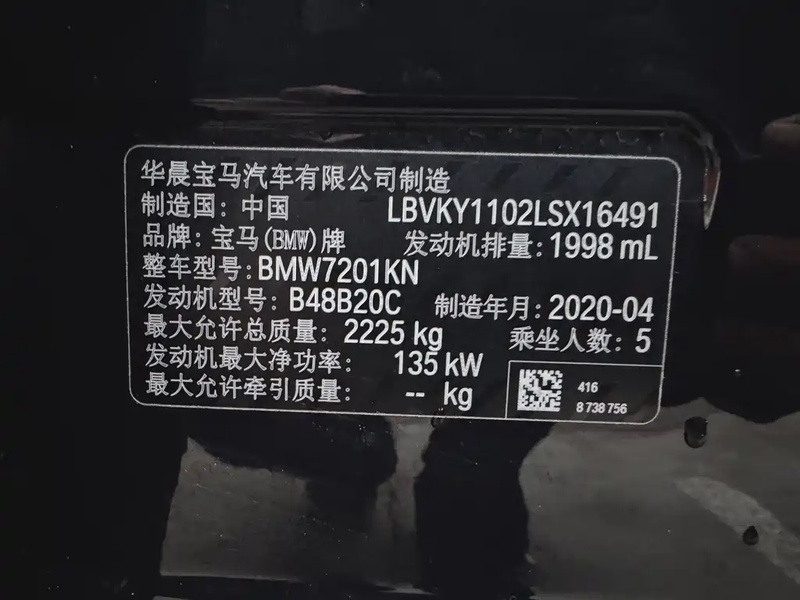 华晨宝马汽车有限公司制造
制造国: 中国 LBVKY1102LSX16491
品牌: 宝马(BMW)牌 发动机排量: 1998 mL
整车型号: BMW7201KN
发动机型号: B48B20C 制造年月: 2020-04
最大允许总质量: 2225 kg 乘坐人数: 5
发动机最大净功率: 135 kW
最大允许牵引质量: -- kg
416
8 738 756